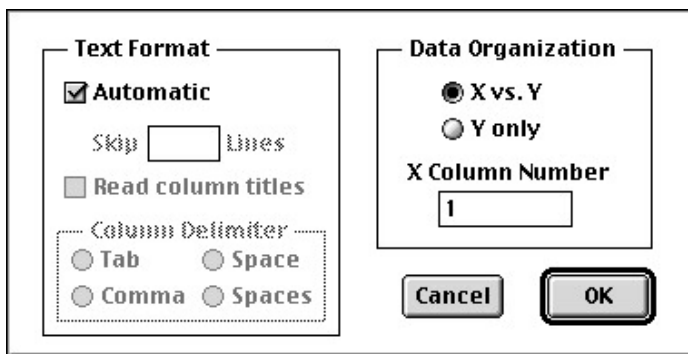 Text Format
Automatic
Skip Lines
Read column titles
Column Delimiter
Tab Space
Comma Spaces
Data Organization
X vs. Y
Y only
X Column Number
1
Cancel OK